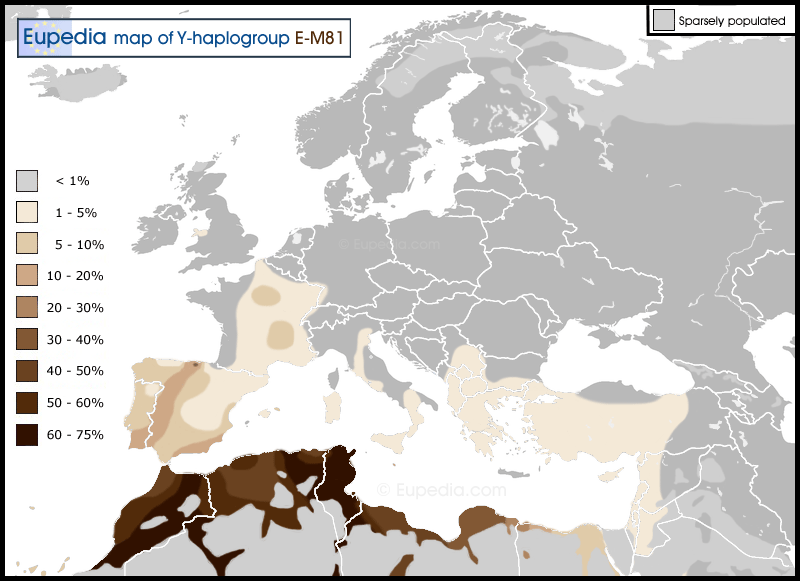 Eupedia map of Y-haplogroup E-M81
Sparsely populated
< 1%
1 - 5%
5 - 10%
10 - 20%
20 - 30%
30 - 40%
40 - 50%
50 - 60%
60 - 75%
© Eupedia.com
© Eupedia.com